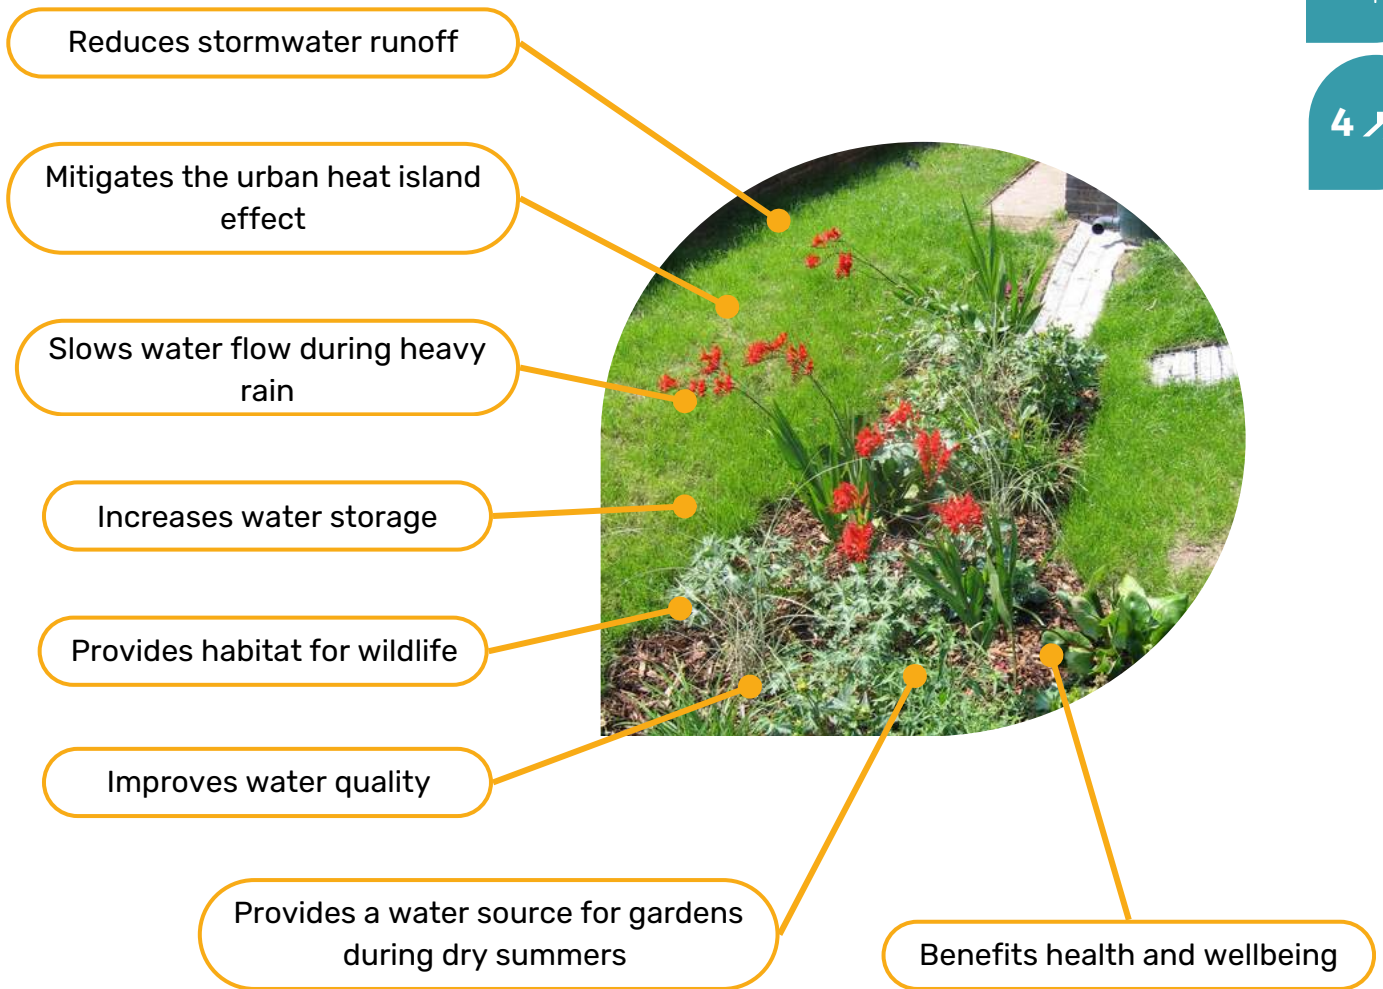 Reduces stormwater runoff
4
Mitigates the urban heat island
effect
Slows water flow during heavy
rain
Increases water storage
Provides habitat for wildlife
Improves water quality
Provides a water source for gardens
during dry summers
Benefits health and wellbeing